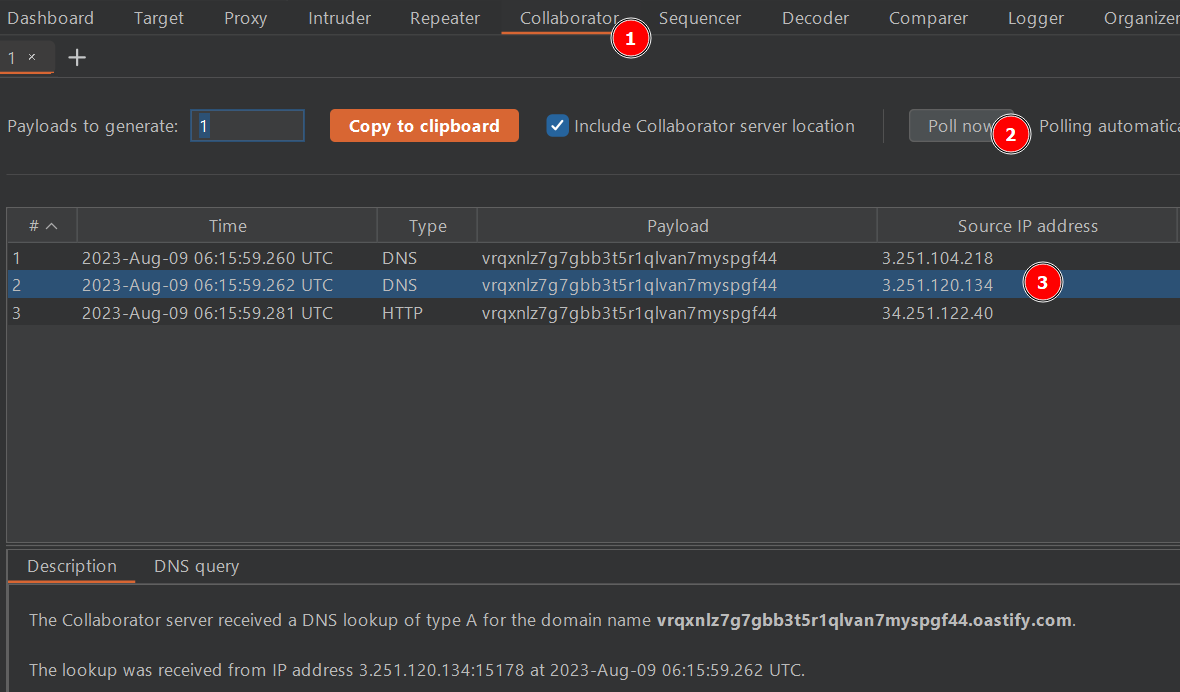 Dashboard Target Proxy Intruder Repeater Collaborator Sequencer Decoder Comparer Logger Organizer
1
1 × +
Payloads to generate: 1 Copy to clipboard Include Collaborator server location Poll now 2 Polling
# Time Type Payload Source IP address
1 2023-Aug-09 06:15:59.260 UTC DNS vrqxnlz7g7gbb3t5r1qlvan7myspgf44 3.251.104.218
2 2023-Aug-09 06:15:59.262 UTC DNS vrqxnlz7g7gbb3t5r1qlvan7myspgf44 3.251.120.134 3
3 2023-Aug-09 06:15:59.281 UTC HTTP vrqxnlz7g7gbb3t5r1qlvan7myspgf44 34.251.122.40
Description DNS query
The Collaborator server received a DNS lookup of type A for the domain name vrqxnlz7g7gbb3t5r1qlvan7myspgf44.oastify.com.
The lookup was received from IP address 3.251.120.134:15178 at 2023-Aug-09 06:15:59.262 UTC.